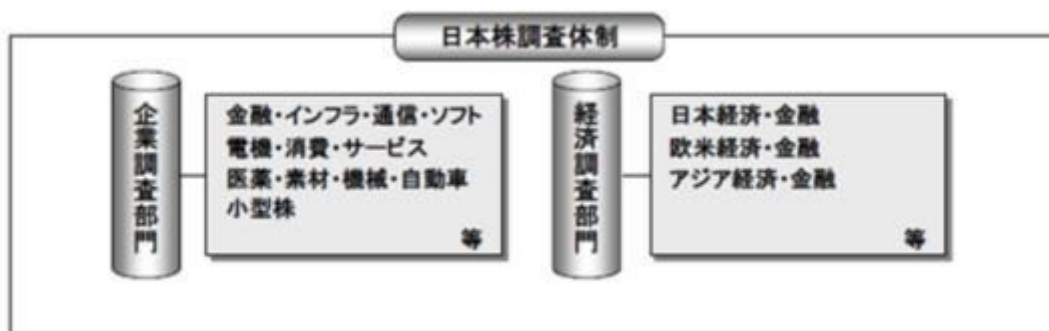 日本株調査体制
企業調査部門
金融・インフラ・通信・ソフト
電機・消費・サービス
医薬・素材・機械・自動車
小型株
等
経済調査部門
日本経済・金融
欧米経済・金融
アジア経済・金融
等